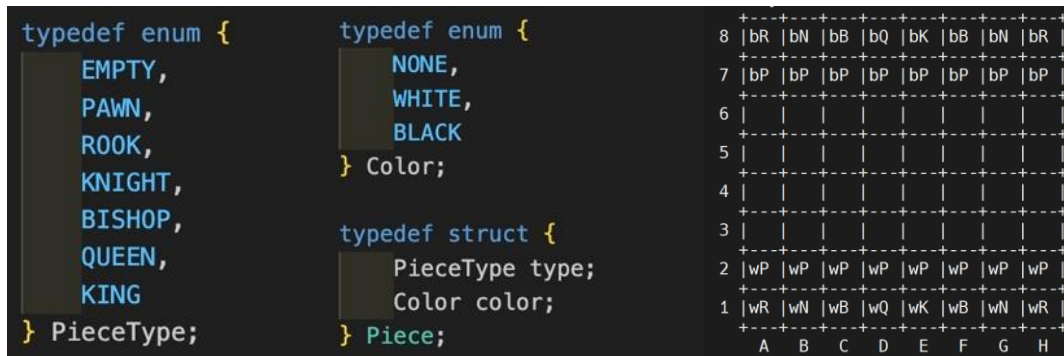 typedef enum {
    EMPTY,
    PAWN,
    ROOK,
    KNIGHT,
    BISHOP,
    QUEEN,
    KING
} PieceType;
typedef enum {
    NONE,
    WHITE,
    BLACK
} Color;
typedef struct {
    PieceType type;
    Color color;
} Piece;
  +---+---+---+---+---+---+---+---+
8 |bR |bN |bB |bQ |bK |bB |bN |bR |
  +---+---+---+---+---+---+---+---+
7 |bP |bP |bP |bP |bP |bP |bP |bP |
  +---+---+---+---+---+---+---+---+
6 |   |   |   |   |   |   |   |   |
  +---+---+---+---+---+---+---+---+
5 |   |   |   |   |   |   |   |   |
  +---+---+---+---+---+---+---+---+
4 |   |   |   |   |   |   |   |   |
  +---+---+---+---+---+---+---+---+
3 |   |   |   |   |   |   |   |   |
  +---+---+---+---+---+---+---+---+
2 |wP |wP |wP |wP |wP |wP |wP |wP |
  +---+---+---+---+---+---+---+---+
1 |wR |wN |wB |wQ |wK |wB |wN |wR |
  +---+---+---+---+---+---+---+---+
    A   B   C   D   E   F   G   H